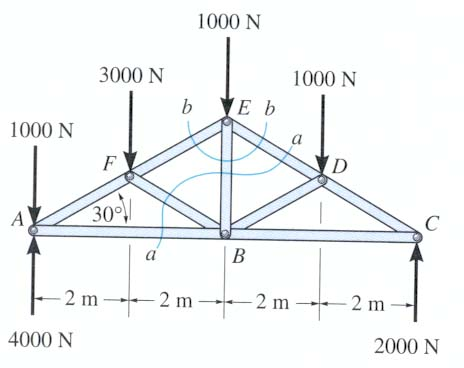 1000 N
3000 N
1000 N
b E b
1000 N
a
F
D
A
30°
C
a
B
2 m 2 m 2 m 2 m
4000 N
2000 N